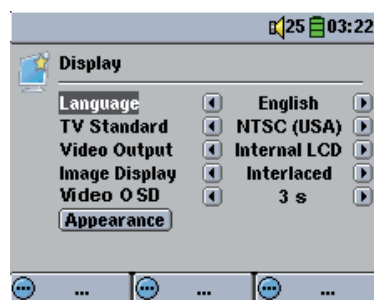 25 03:22
Display
Language English
TV Standard NTSC (USA)
Video Output Internal LCD
Image Display Interlaced
Video OSD 3 s
Appearance
... ... ...